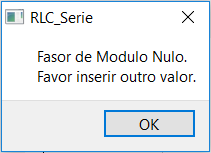 RLC_Serie
Fasor de Modulo Nulo.
Favor inserir outro valor.
OK